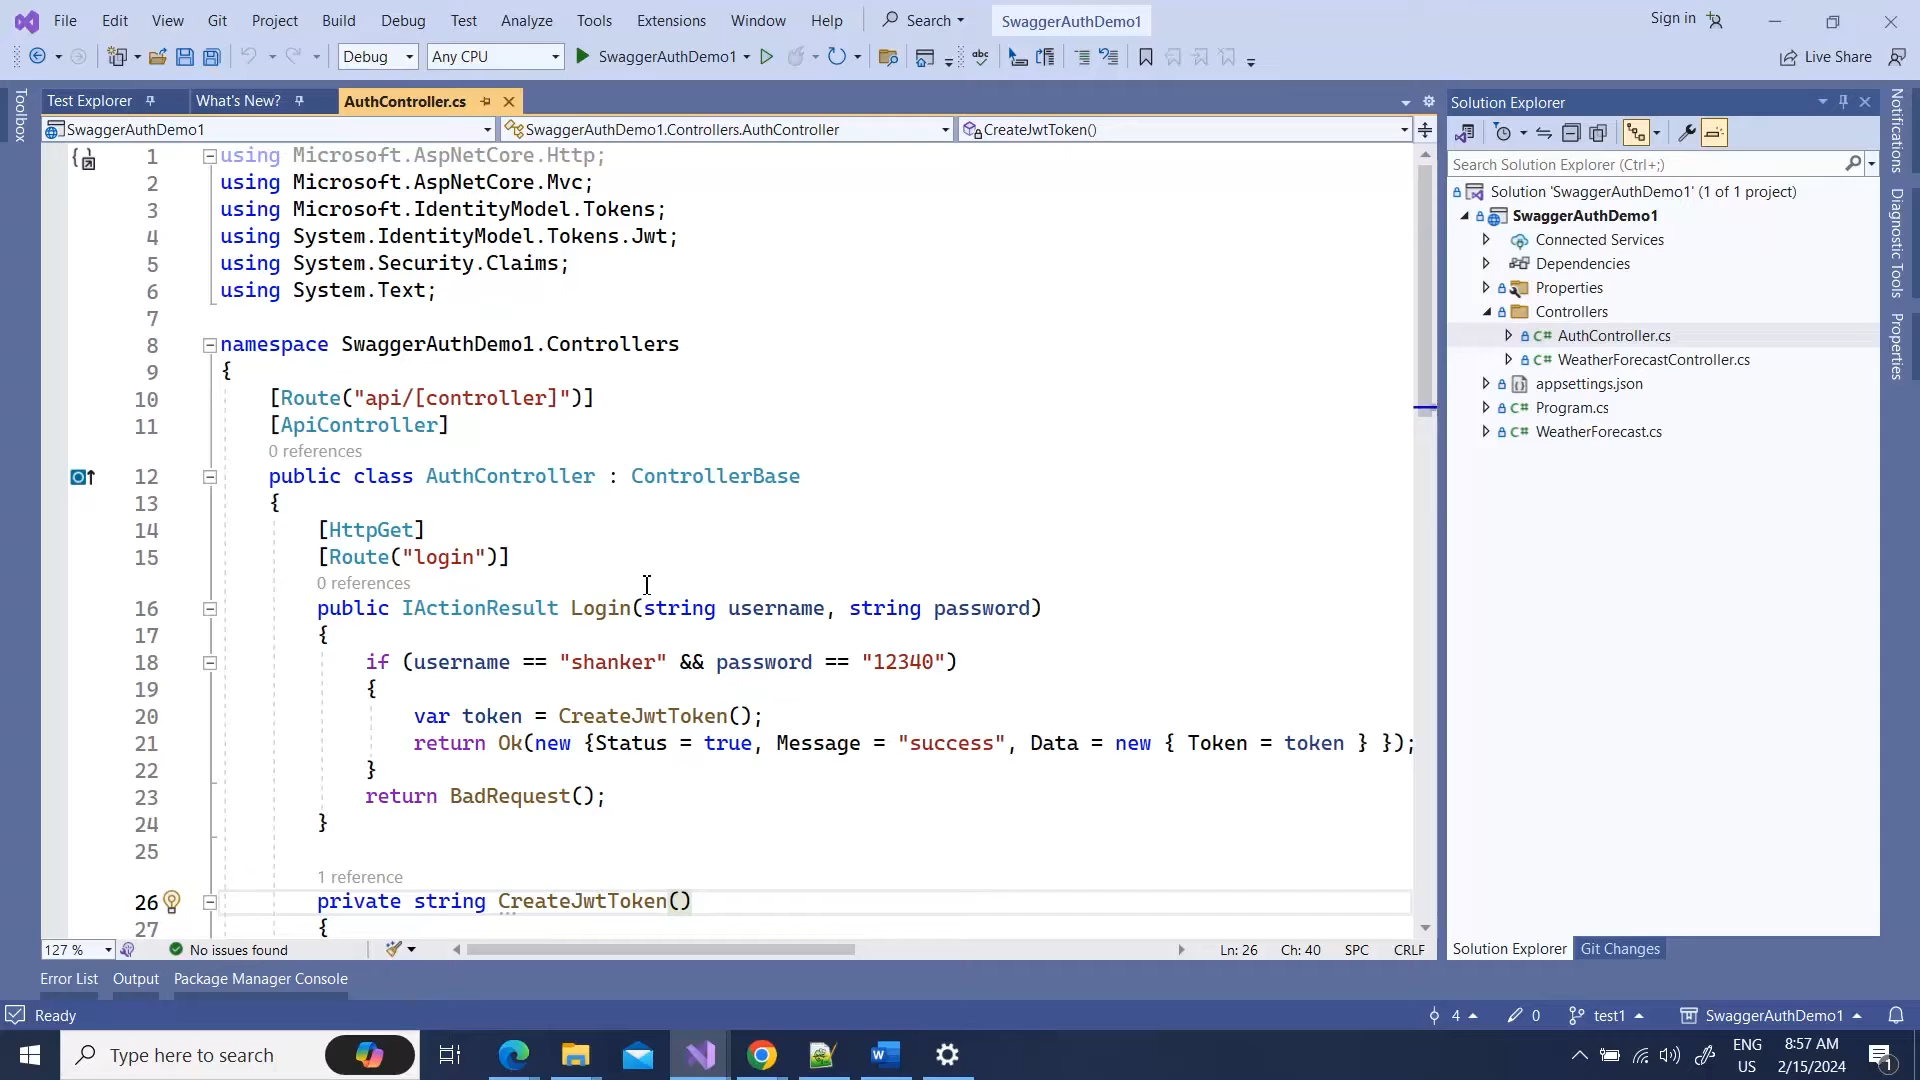 File Edit View Git Project Build Debug Test Analyze Tools Extensions Window Help Search SwaggerAuthDemo1 Sign in
Debug Any CPU SwaggerAuthDemo1 abc Live Share
Toolbox
Test Explorer What's New? AuthController.cs
SwaggerAuthDemo1 SwaggerAuthDemo1.Controllers.AuthController CreateJwtToken()
1 using Microsoft.AspNetCore.Http;
2 using Microsoft.AspNetCore.Mvc;
3 using Microsoft.IdentityModel.Tokens;
4 using System.IdentityModel.Tokens.Jwt;
5 using System.Security.Claims;
6 using System.Text;
7
8 namespace SwaggerAuthDemo1.Controllers
9 {
10 [Route("api/[controller]")]
11 [ApiController]
0 references
12 public class AuthController : ControllerBase
13 {
14 [HttpGet]
15 [Route("login")]
0 references
16 public IActionResult Login(string username, string password)
17 {
18 if (username == "shanker" && password == "12340")
19 {
20 var token = CreateJwtToken();
21 return Ok(new {Status = true, Message = "success", Data = new { Token = token } });
22 }
23 return BadRequest();
24 }
25
1 reference
26 private string CreateJwtToken()
27 {
127 % No issues found Ln: 26 Ch: 40 SPC CRLF
Solution Explorer
Search Solution Explorer (Ctrl+;)
Solution 'SwaggerAuthDemo1' (1 of 1 project)
SwaggerAuthDemo1
Connected Services
Dependencies
Properties
Controllers
C# AuthController.cs
C# WeatherForecastController.cs
appsettings.json
C# Program.cs
C# WeatherForecast.cs
Solution Explorer Git Changes
Notifications
Diagnostic Tools
Properties
Error List Output Package Manager Console
Ready 4 0 test1 SwaggerAuthDemo1
Type here to search
ENG
US
8:57 AM
2/15/2024
1